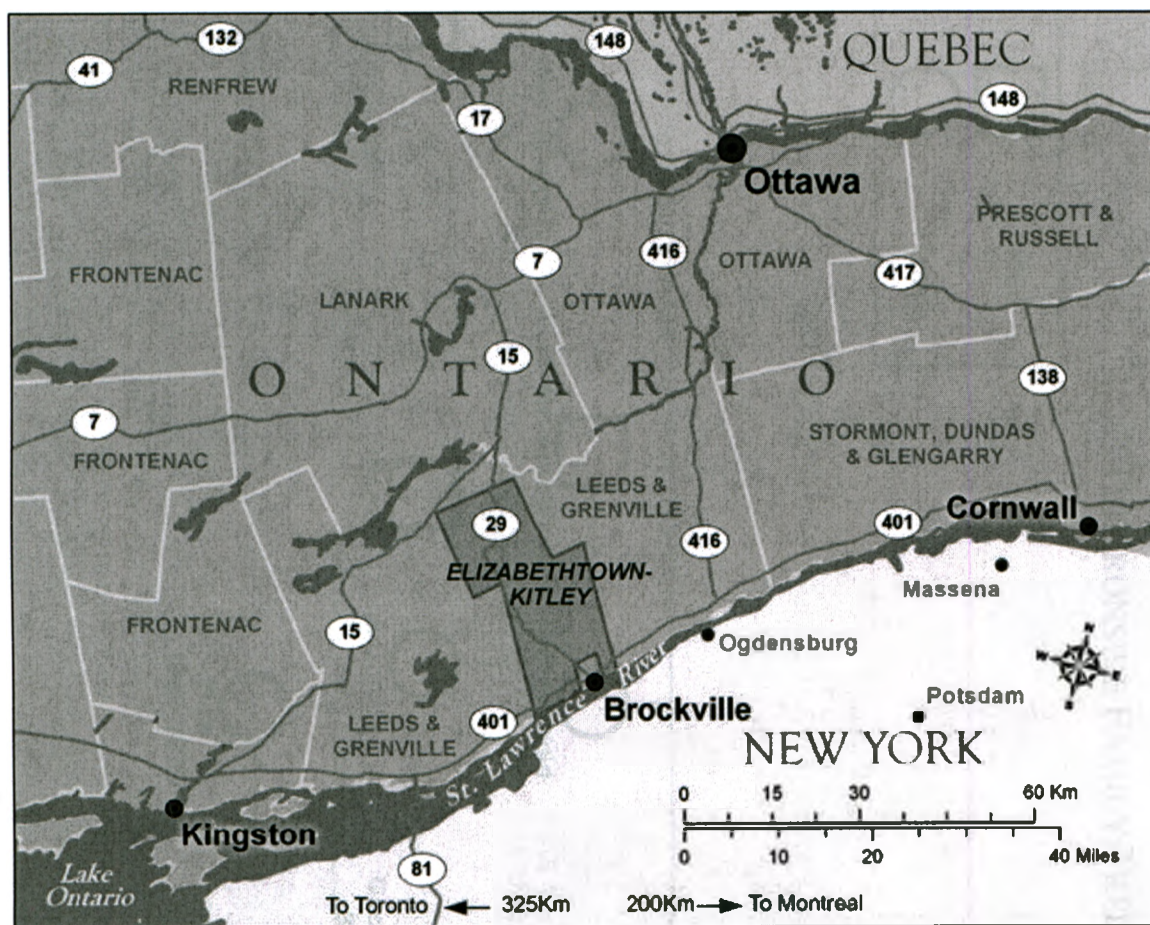 132
148
QUEBEC
41
RENFREW
148
17
Ottawa
PRESCOTT &
RUSSELL
416
7
OTTAWA
417
FRONTENAC
LANARK
OTTAWA
15
ONTARIO
138
7
STORMONT, DUNDAS
& GLENGARRY
FRONTENAC
LEEDS &
GRENVILLE
29
401
Cornwall
416
ELIZABETHTOWN-
KITLEY
Massena
FRONTENAC
15
Ogdensburg
N
W
E
S
Potsdam
Brockville
401
LEEDS &
GRENVILLE
St. Lawrence River
NEW YORK
0 15 30 60 Km
Kingston
0 10 20 40 Miles
81
Lake
Ontario
To Toronto 325Km 200Km To Montreal